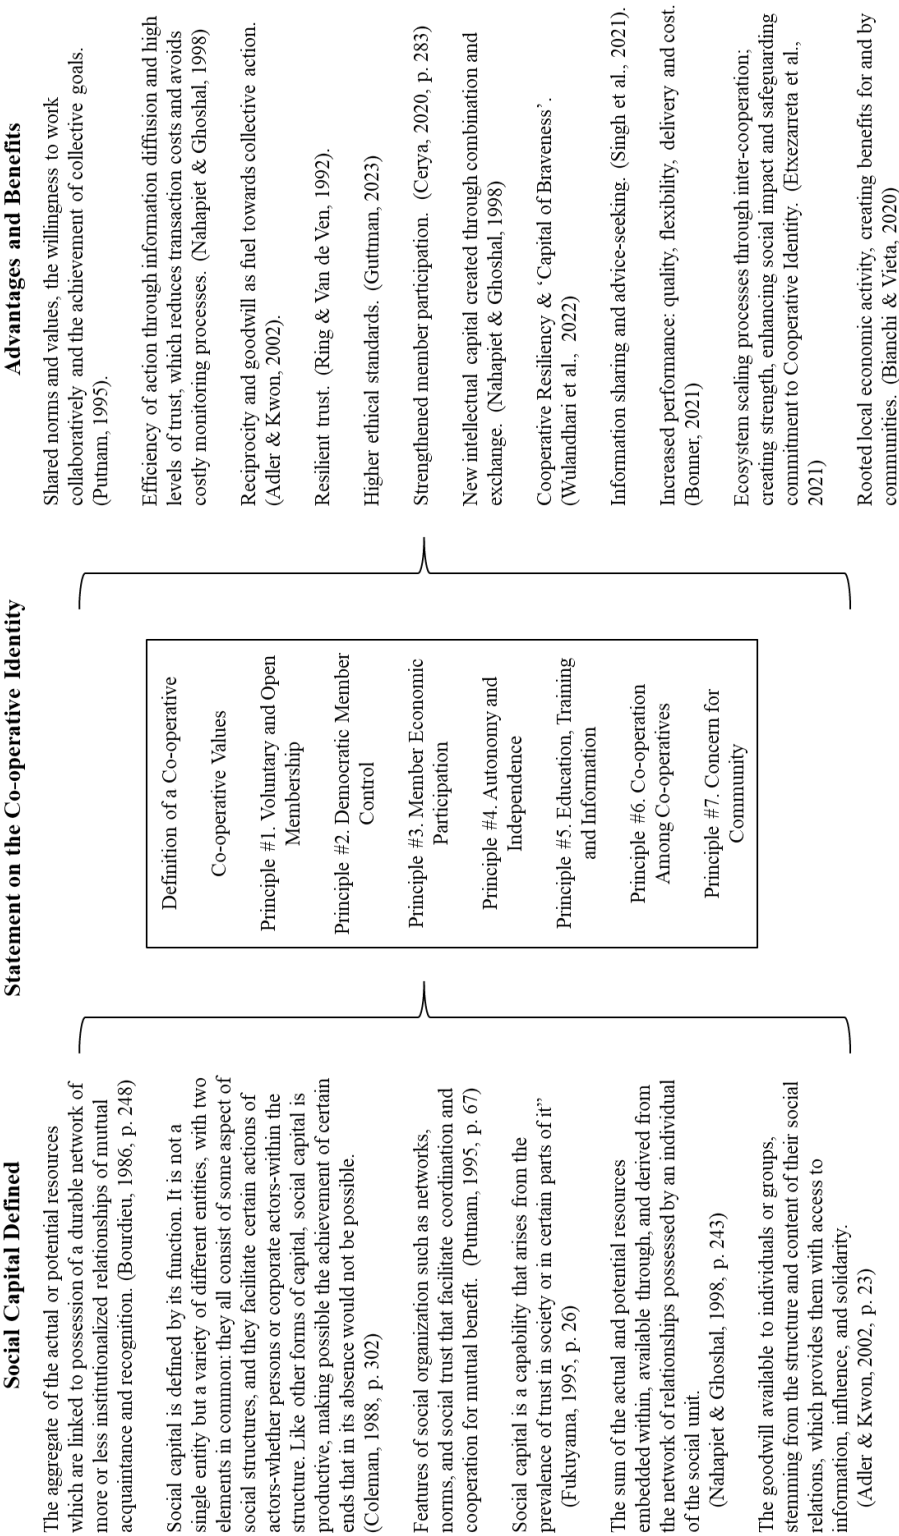 Social Capital Defined
The aggregate of the actual or potential resources
which are linked to possession of a durable network of
more or less institutionalized relationships of mutual
acquaintance and recognition. (Bourdieu, 1986, p. 248)
Social capital is defined by its function. It is not a
single entity but a variety of different entities, with two
elements in common: they all consist of some aspect of
social structures, and they facilitate certain actions of
actors-whether persons or corporate actors-within the
structure. Like other forms of capital, social capital is
productive, making possible the achievement of certain
ends that in its absence would not be possible.
(Coleman, 1988, p. 302)
Features of social organization such as networks,
norms, and social trust that facilitate coordination and
cooperation for mutual benefit. (Putnam, 1995, p. 67)
Social capital is a capability that arises from the
prevalence of trust in society or in certain parts of it”
(Fukuyama, 1995, p. 26)
The sum of the actual and potential resources
embedded within, available through, and derived from
the network of relationships possessed by an individual
of the social unit.
(Nahapiet & Ghoshal, 1998, p. 243)
The goodwill available to individuals or groups,
stemming from the structure and content of their social
relations, which provides them with access to
information, influence, and solidarity.
(Adler & Kwon, 2002, p. 23)
Statement on the Co-operative Identity
Definition of a Co-operative
Co-operative Values
Principle #1. Voluntary and Open
Membership
Principle #2. Democratic Member
Control
Principle #3. Member Economic
Participation
Principle #4. Autonomy and
Independence
Principle #5. Education, Training
and Information
Principle #6. Co-operation
Among Co-operatives
Principle #7. Concern for
Community
Advantages and Benefits
Shared norms and values, the willingness to work
collaboratively and the achievement of collective goals.
(Putnam, 1995).
Efficiency of action through information diffusion and high
levels of trust, which reduces transaction costs and avoids
costly monitoring processes. (Nahapiet & Ghoshal, 1998)
Reciprocity and goodwill as fuel towards collective action.
(Adler & Kwon, 2002).
Resilient trust. (Ring & Van de Ven, 1992).
Higher ethical standards. (Guttman, 2023)
Strengthened member participation. (Cerya, 2020, p. 283)
New intellectual capital created through combination and
exchange. (Nahapiet & Ghoshal, 1998)
Cooperative Resiliency & ‘Capital of Braveness’.
(Wulandhari et al., 2022)
Information sharing and advice-seeking. (Singh et al., 2021).
Increased performance: quality, flexibility, delivery and cost.
(Bonner, 2021)
Ecosystem scaling processes through inter-cooperation;
creating strength, enhancing social impact and safeguarding
commitment to Cooperative Identity. (Etxezarreta et al.,
2021)
Rooted local economic activity, creating benefits for and by
communities. (Bianchi & Vieta, 2020)